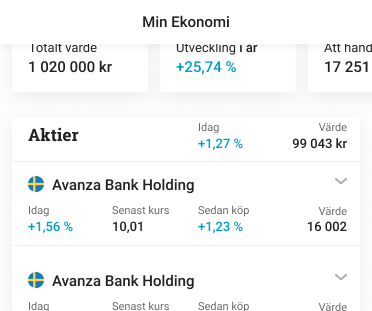 Min Ekonomi
Totalt värde
Utveckling i år
Att hand
1 020 000 kr
+25,74 %
17 251
Aktier
Idag
Värde
+1,27 %
99 043 kr
Avanza Bank Holding
Idag
Senast kurs
Sedan köp
Värde
+1,56 %
10,01
+1,23 %
16 002
Avanza Bank Holding
Idag
Senast kurs
Sedan köp
Värde